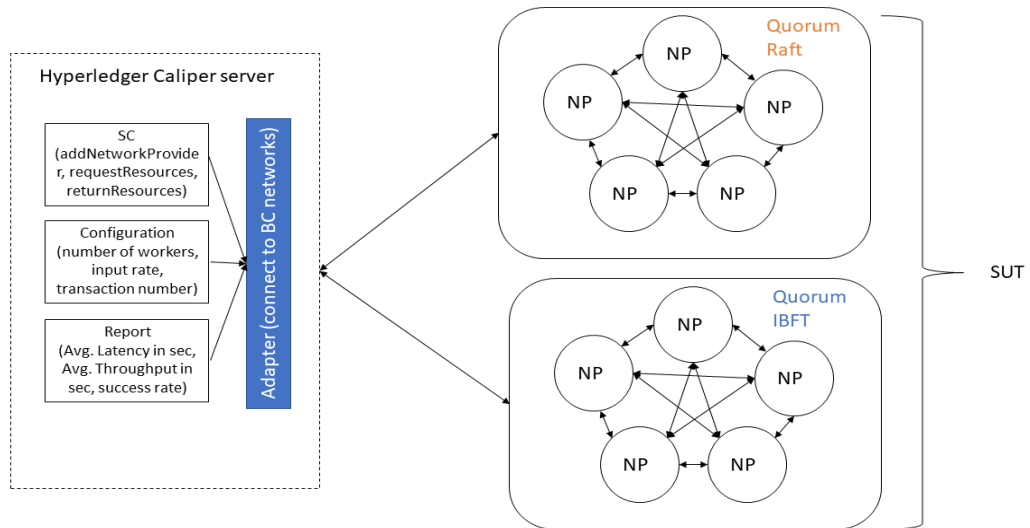 Hyperledger Caliper server
SC
(addNetworkProvide
r, requestResources,
returnResources)
Configuration
(number of workers,
input rate,
transaction number)
Report
(Avg. Latency in sec,
Avg. Throughput in
sec, success rate)
Adapter (connect to BC networks)
Quorum
Raft
NP
NP
NP
NP
NP
Quorum
IBFT
NP
NP
NP
NP
NP
SUT